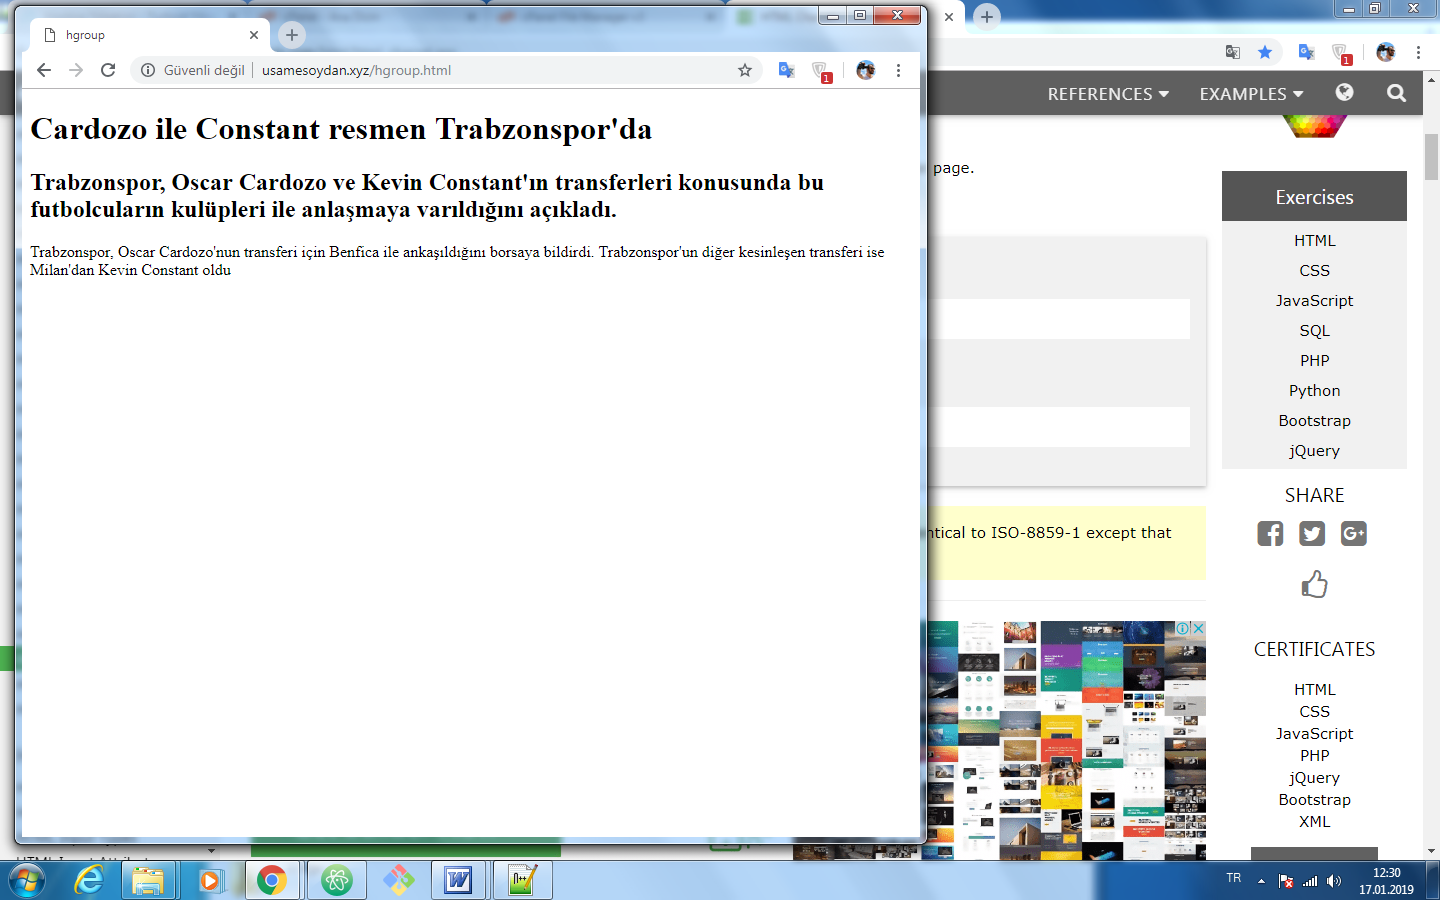 hgroup
Güvenli değil
usamesoydan.xyz/hgroup.html
1
1
Cardozo ile Constant resmen Trabzonspor'da
Trabzonspor, Oscar Cardozo ve Kevin Constant'ın transferleri konusunda bu
futbolcuların kulüpleri ile anlaşmaya varıldığını açıkladı.
Trabzonspor, Oscar Cardozo'nun transferi için Benfica ile ankaşıldığını borsaya bildirdi. Trabzonspor'un diğer kesinleşen transferi ise
Milan'dan Kevin Constant oldu
REFERENCES
EXAMPLES
page.
ntical to ISO-8859-1 except that
Exercises
HTML
CSS
JavaScript
SQL
PHP
Python
Bootstrap
jQuery
SHARE
CERTIFICATES
HTML
CSS
JavaScript
PHP
jQuery
Bootstrap
XML
TR
12:30
17.01.2019